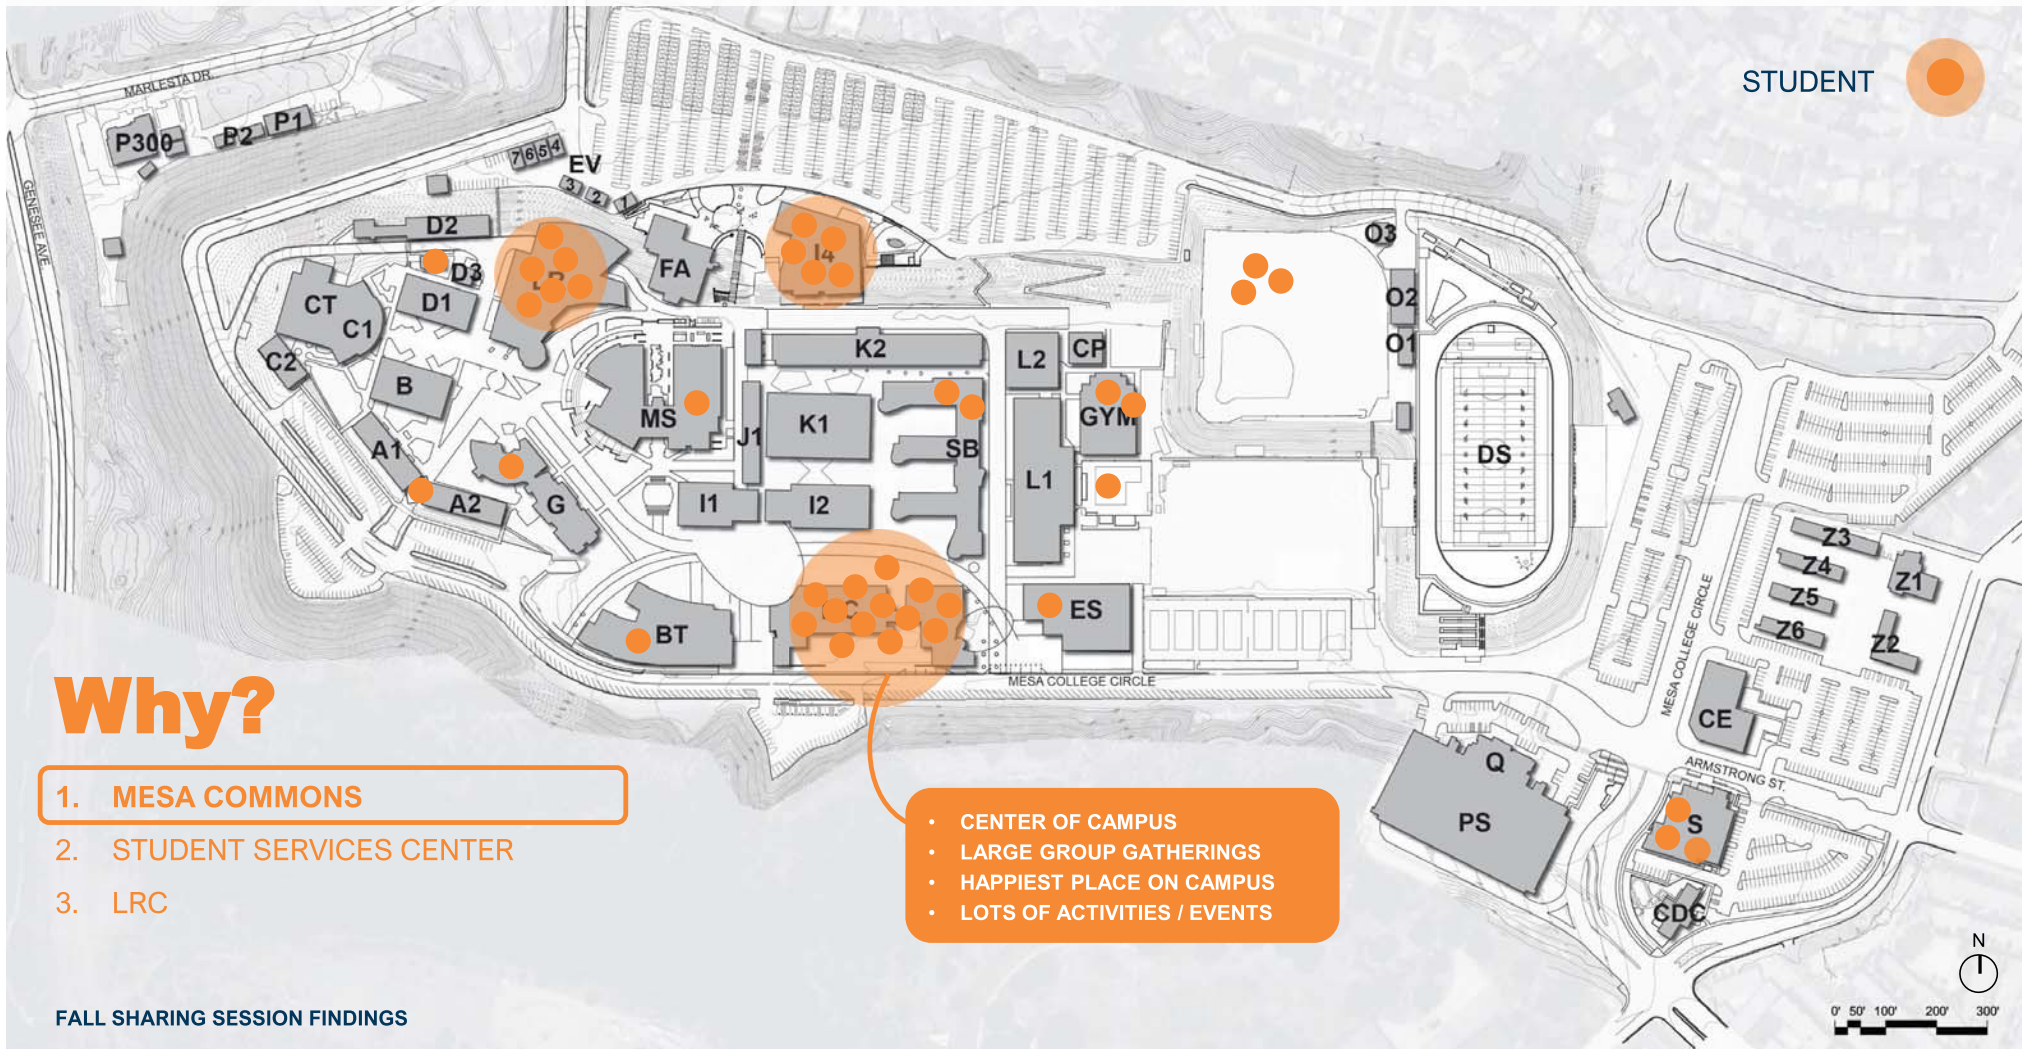 MARLESTA DR.
STUDENT
P300
P2
P1
7 6 5 4
EV
3
2
1
GENESEE AVE
D2
D3
D1
FA
I4
O3
O2
O1
CT
C1
C2
B
K2
L2
CP
MS
J1
K1
GYM
SB
DS
A1
A2
G
I1
I2
L1
Z3
Z4
Z1
Z5
Z6
Z2
BT
ES
MESA COLLEGE CIRCLE
MESA COLLEGE CIRCLE
CE
ARMSTRONG ST.
Q
PS
S
CDC
Why?
1. MESA COMMONS
2. STUDENT SERVICES CENTER
3. LRC
• CENTER OF CAMPUS
• LARGE GROUP GATHERINGS
• HAPPIEST PLACE ON CAMPUS
• LOTS OF ACTIVITIES / EVENTS
FALL SHARING SESSION FINDINGS
N
0' 50' 100' 200' 300'